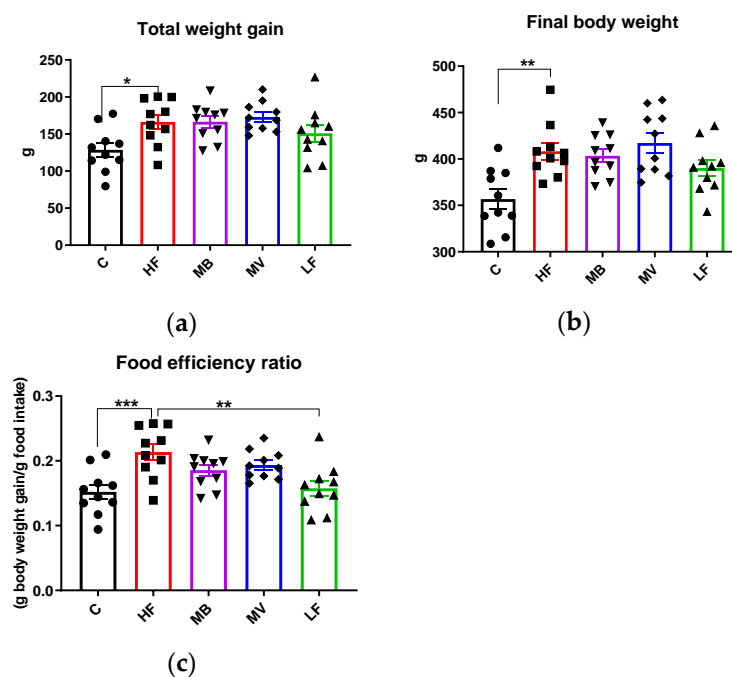 Total weight gain
250
200
150
100
50
0
g
*
C HF MB MV LF
(a)
Final body weight
500
450
400
350
300
g
**
C HF MB MV LF
(b)
Food efficiency ratio
0.3
0.2
0.1
0.0
(g body weight gain/g food intake)
***
**
C HF MB MV LF
(c)